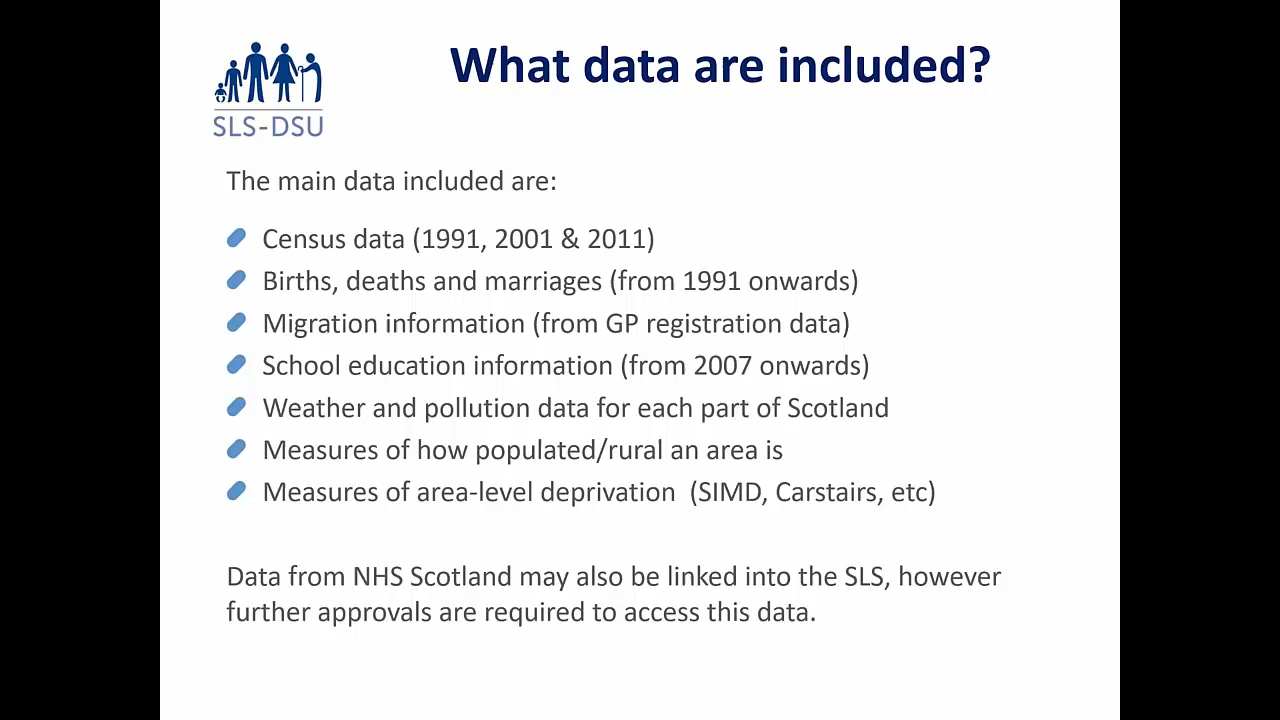 What data are included?
SLS-DSU
The main data included are:
Census data (1991, 2001 & 2011)
Births, deaths and marriages (from 1991 onwards)
Migration information (from GP registration data)
School education information (from 2007 onwards)
Weather and pollution data for each part of Scotland
Measures of how populated/rural an area is
Measures of area-level deprivation  (SIMD, Carstairs, etc)
Data from NHS Scotland may also be linked into the SLS, however
further approvals are required to access this data.